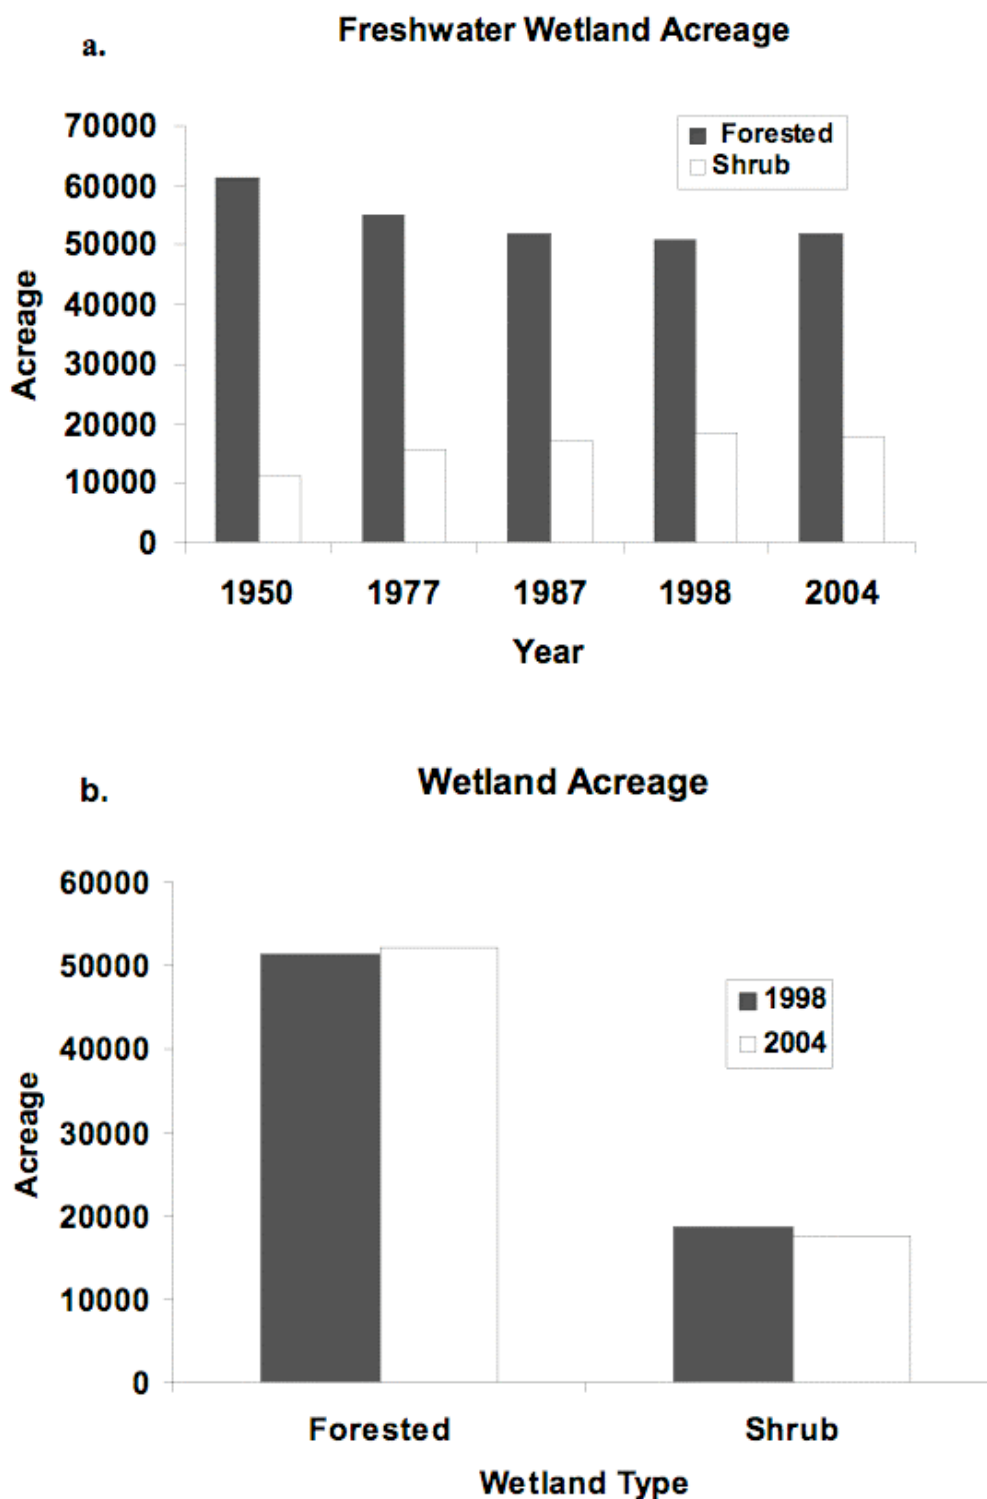 a.
Freshwater Wetland Acreage
70000
60000
50000
40000
30000
20000
10000
0
Acreage
Forested
Shrub
1950 1977 1987 1998 2004
Year
b.
Wetland Acreage
60000
50000
40000
30000
20000
10000
0
Acreage
1998
2004
Forested Shrub
Wetland Type